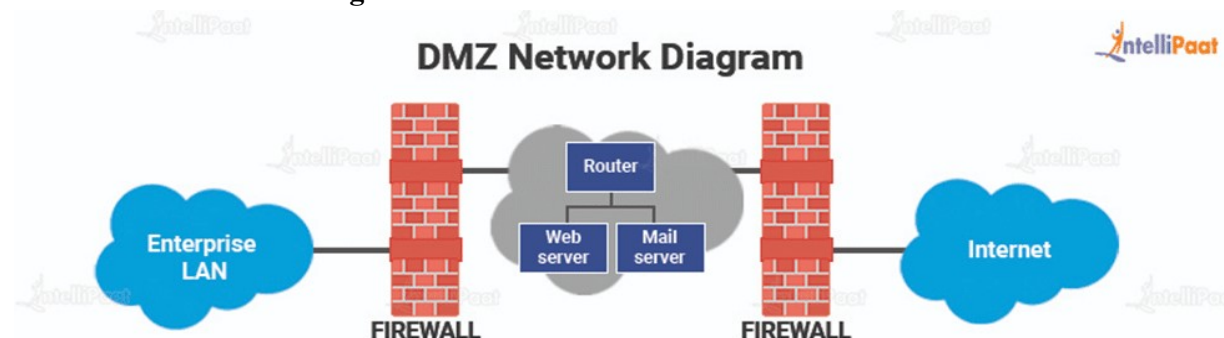 DMZ Network Diagram
IntelliPaat
Router
Web
server
Mail
server
Enterprise
LAN
Internet
FIREWALL
FIREWALL